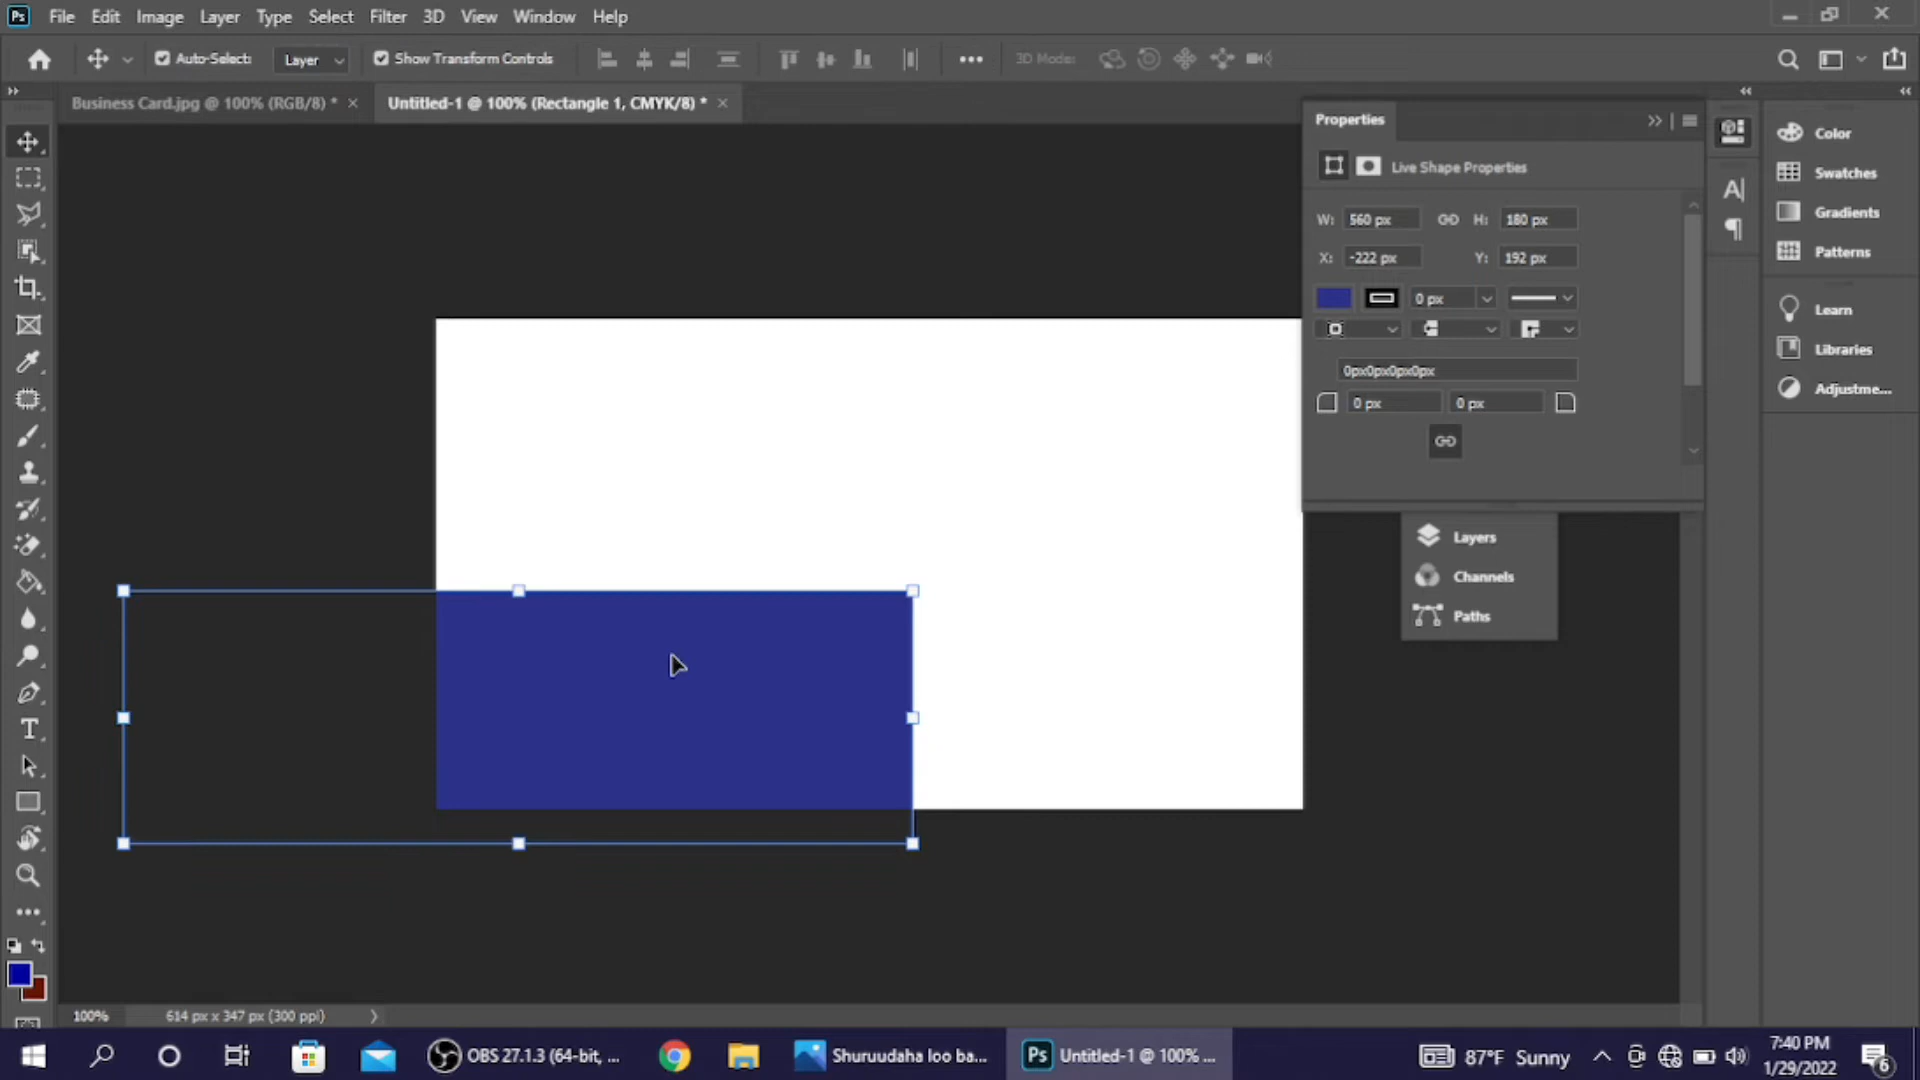 Ps File Edit Image Layer Type Select Filter 3D View Window Help
Auto-Select: Layer Show Transform Controls 3D Mode:
Business Card.jpg @ 100% (RGB/8) * Untitled-1 @ 100% (Rectangle 1, CMYK/8) *
Properties
Live Shape Properties
W: 560 px H: 180 px
X: -222 px Y: 192 px
0 px
0px0px0px0px
0 px 0 px
Color
Swatches
Gradients
Patterns
Learn
Libraries
Adjustme...
Layers
Channels
Paths
100% 614 px x 347 px (300 ppi)
OBS 27.1.3 (64-bit, ... Shuruudaha loo ba... Ps Untitled-1 @ 100% ... 87°F Sunny 7:40 PM
1/29/2022
6